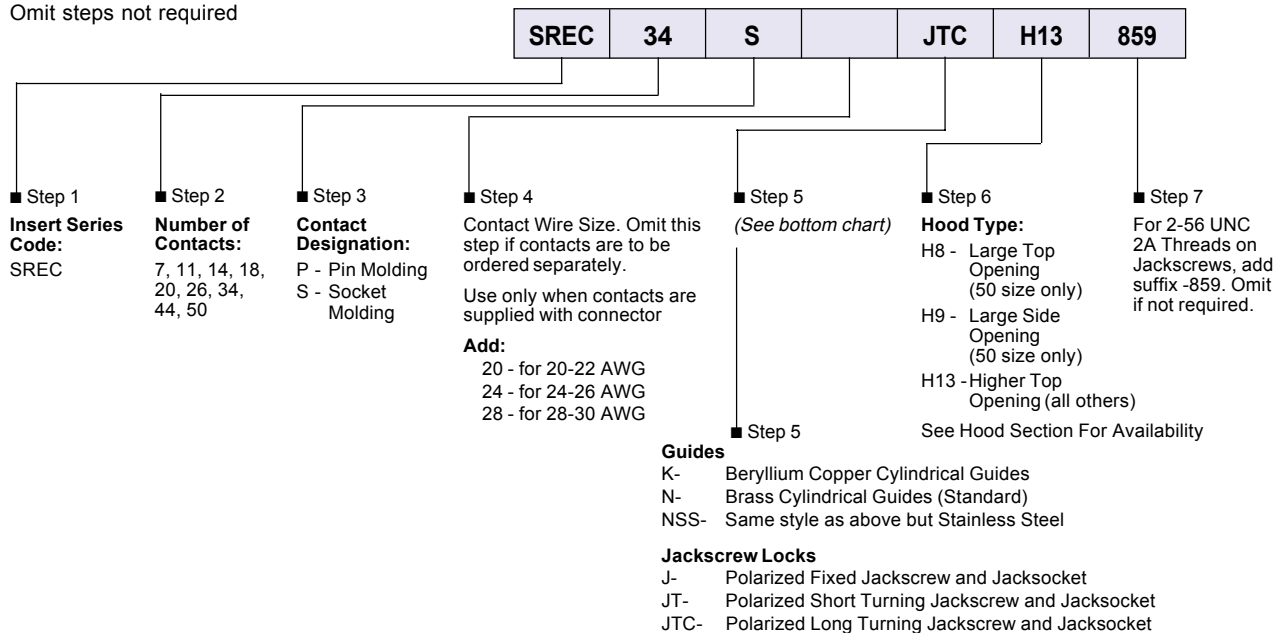 Omit steps not required
SREC 34 S JTC H13 859
■ Step 1
Insert Series
Code:
SREC
■ Step 2
Number of
Contacts:
7, 11, 14, 18,
20, 26, 34,
44, 50
■ Step 3
Contact
Designation:
P - Pin Molding
S - Socket
Molding
■ Step 4
Contact Wire Size. Omit this
step if contacts are to be
ordered separately.
Use only when contacts are
supplied with connector
Add:
20 - for 20-22 AWG
24 - for 24-26 AWG
28 - for 28-30 AWG
■ Step 5
(See bottom chart)
■ Step 6
Hood Type:
H8 - Large Top
Opening
(50 size only)
H9 - Large Side
Opening
(50 size only)
H13 -Higher Top
Opening (all others)
See Hood Section For Availability
■ Step 7
For 2-56 UNC
2A Threads on
Jackscrews, add
suffix -859. Omit
if not required.
■ Step 5
Guides
K- Beryllium Copper Cylindrical Guides
N- Brass Cylindrical Guides (Standard)
NSS- Same style as above but Stainless Steel
Jackscrew Locks
J- Polarized Fixed Jackscrew and Jacksocket
JT- Polarized Short Turning Jackscrew and Jacksocket
JTC- Polarized Long Turning Jackscrew and Jacksocket